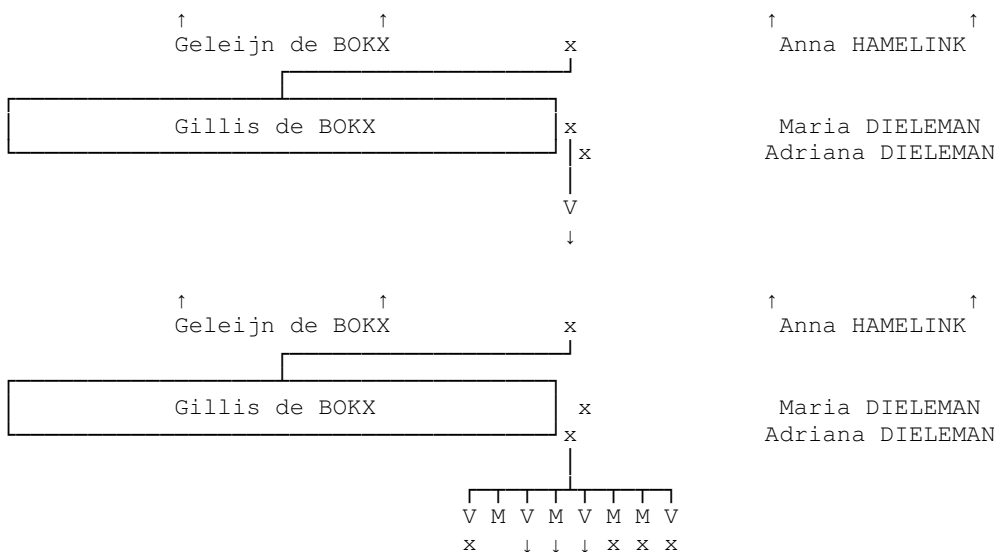 ↑ ↑ ↑ ↑
Geleijn de BOKX x Anna HAMELINK
Gillis de BOKX x Maria DIELEMAN
x Adriana DIELEMAN
V
↓
↑ ↑ ↑ ↑
Geleijn de BOKX x Anna HAMELINK
Gillis de BOKX x Maria DIELEMAN
x Adriana DIELEMAN
V M V M V M M V
x ↓ ↓ ↓ x x x